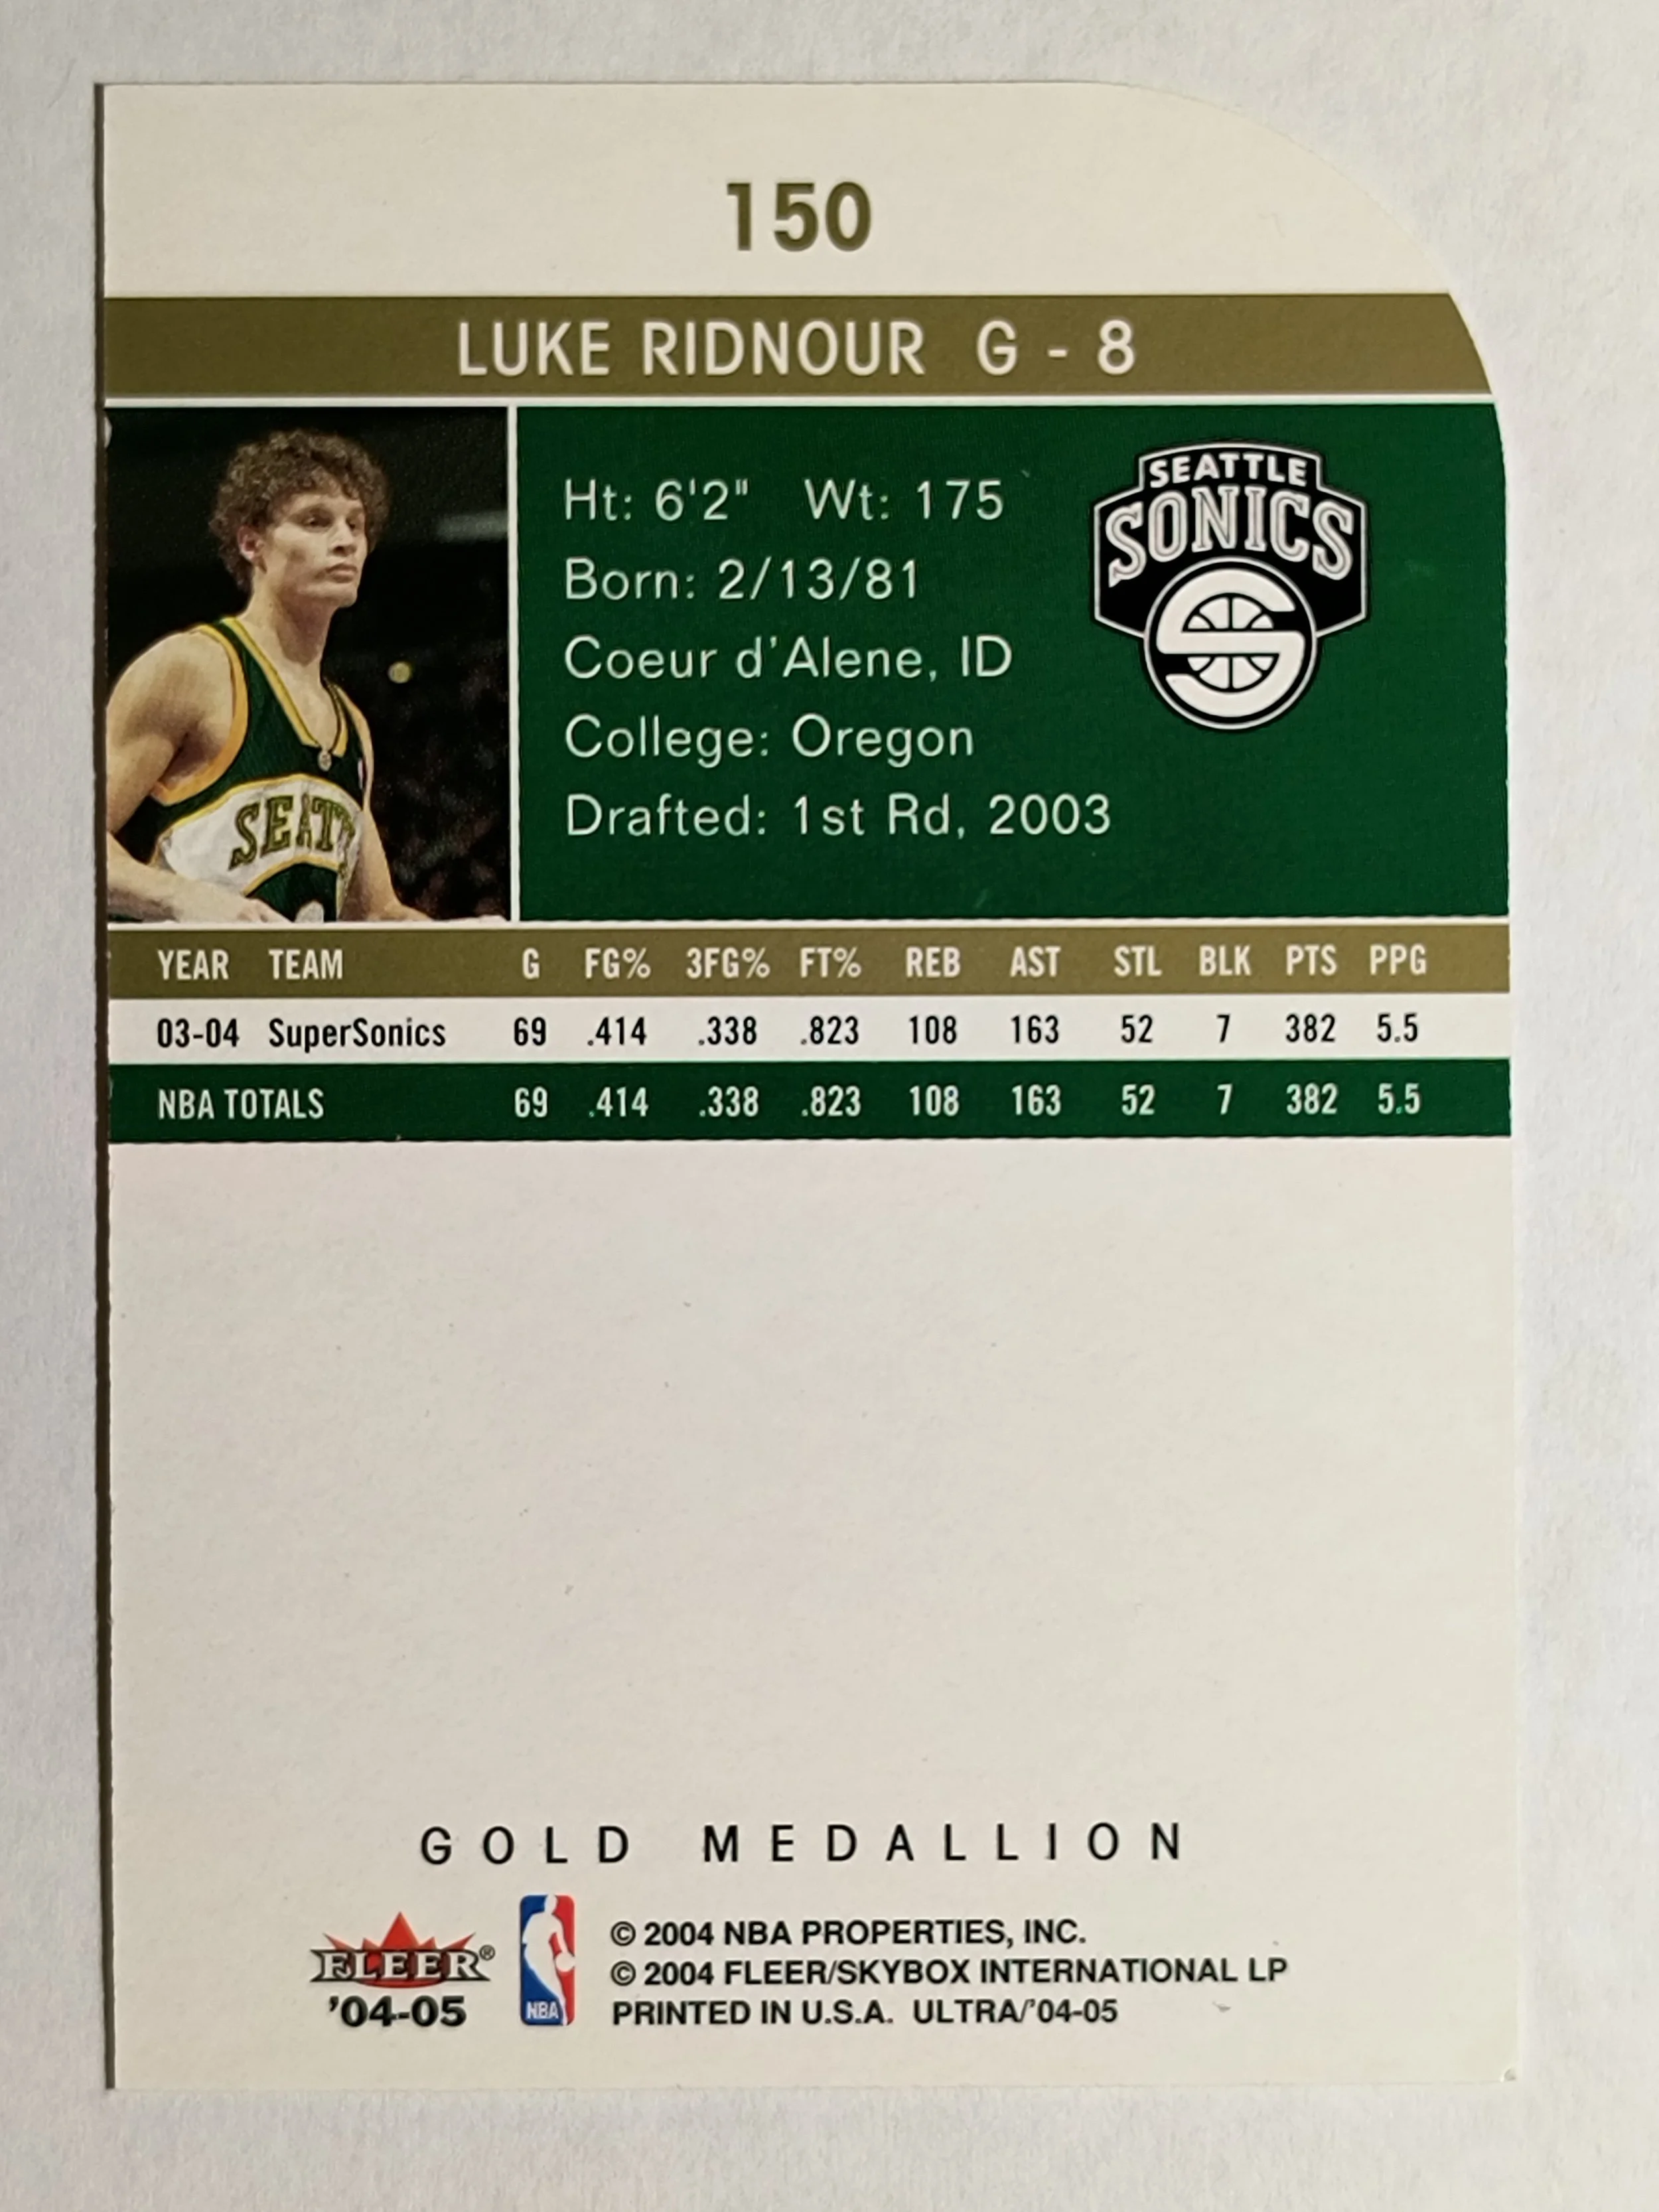 150
LUKE RIDNOUR G - 8
Ht: 6'2" Wt: 175
Born: 2/13/81
Coeur d'Alene, ID
College: Oregon
Drafted: 1st Rd, 2003
SEATTLE
SONICS
SEATT
YEAR TEAM G FG% 3FG% FT% REB AST STL BLK PTS PPG
03-04 SuperSonics 69 .414 .338 .823 108 163 52 7 382 5.5
NBA TOTALS 69 .414 .338 .823 108 163 52 7 382 5.5
GOLD MEDALLION
FLEER®
'04-05
NBA
© 2004 NBA PROPERTIES, INC.
© 2004 FLEER/SKYBOX INTERNATIONAL LP
PRINTED IN U.S.A. ULTRA/'04-05